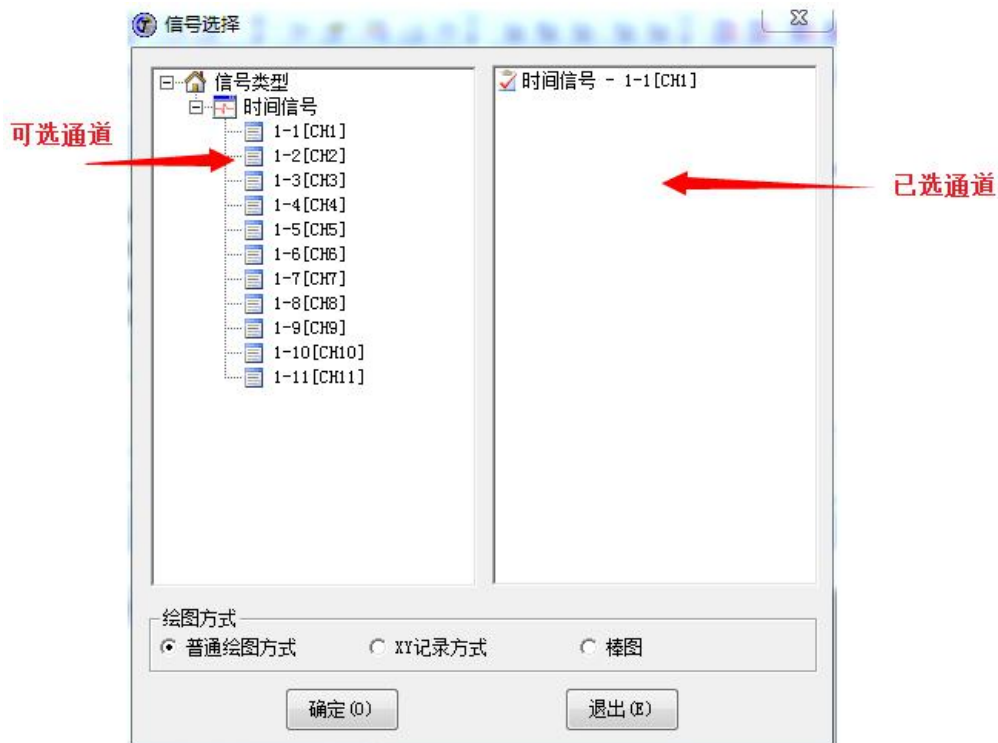 信号选择
信号类型
时间信号
1-1[CH1]
1-2[CH2]
1-3[CH3]
1-4[CH4]
1-5[CH5]
1-6[CH6]
1-7[CH7]
1-8[CH8]
1-9[CH9]
1-10[CH10]
1-11[CH11]
可选通道
时间信号 - 1-1[CH1]
已选通道
绘图方式
普通绘图方式 XY记录方式 棒图
确定(O) 退出(E)